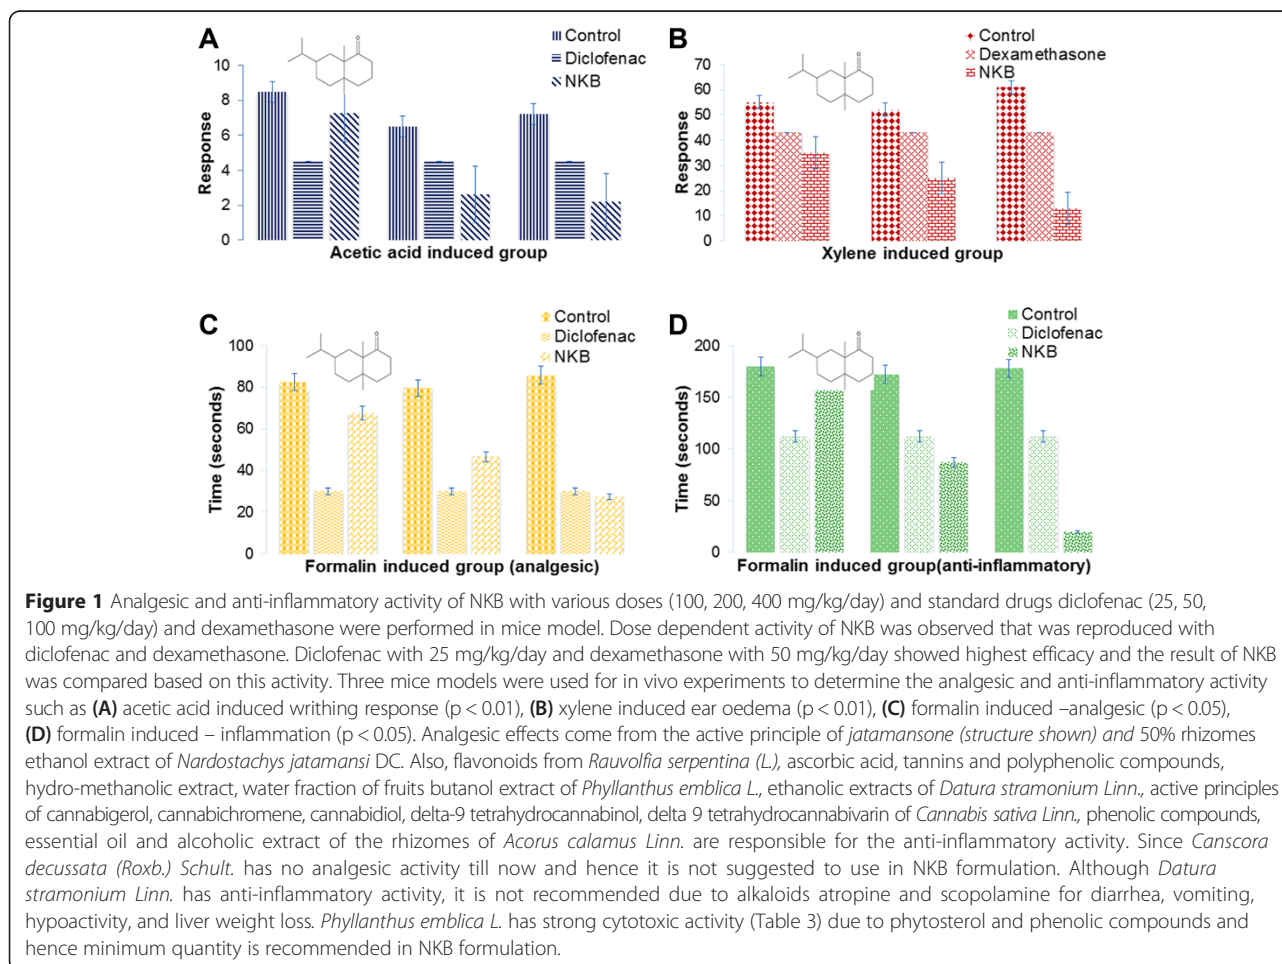 A
Control
Diclofenac
NKB
10
8
6
4
2
0
Response
O
Acetic acid induced group
B
Control
Dexamethasone
NKB
70
60
50
40
30
20
10
0
Response
O
Xylene induced group
C
Control
Diclofenac
NKB
100
80
60
40
20
0
Time (seconds)
O
Formalin induced group (analgesic)
D
Control
Diclofenac
NKB
200
150
100
50
0
Time (seconds)
O
Formalin induced group(anti-inflammatory)
Figure 1 Analgesic and anti-inflammatory activity of NKB with various doses (100, 200, 400 mg/kg/day) and standard drugs diclofenac (25, 50,
100 mg/kg/day) and dexamethasone were performed in mice model. Dose dependent activity of NKB was observed that was reproduced with
diclofenac and dexamethasone. Diclofenac with 25 mg/kg/day and dexamethasone with 50 mg/kg/day showed highest efficacy and the result of NKB
was compared based on this activity. Three mice models were used for in vivo experiments to determine the analgesic and anti-inflammatory activity
such as (A) acetic acid induced writhing response (p < 0.01), (B) xylene induced ear oedema (p < 0.01), (C) formalin induced –analgesic (p < 0.05),
(D) formalin induced – inflammation (p < 0.05). Analgesic effects come from the active principle of jatamansone (structure shown) and 50% rhizomes
ethanol extract of Nardostachys jatamansi DC. Also, flavonoids from Rauvolfia serpentina (L.), ascorbic acid, tannins and polyphenolic compounds,
hydro-methanolic extract, water fraction of fruits butanol extract of Phyllanthus emblica L., ethanolic extracts of Datura stramonium Linn., active principles
of cannabigerol, cannabichromene, cannabidiol, delta-9 tetrahydrocannabinol, delta 9 tetrahydrocannabivarin of Cannabis sativa Linn., phenolic compounds,
essential oil and alcoholic extract of the rhizomes of Acorus calamus Linn. are responsible for the anti-inflammatory activity. Since Canscora
decussata (Roxb.) Schult. has no analgesic activity till now and hence it is not suggested to use in NKB formulation. Although Datura
stramonium Linn. has anti-inflammatory activity, it is not recommended due to alkaloids atropine and scopolamine for diarrhea, vomiting,
hypoactivity, and liver weight loss. Phyllanthus emblica L. has strong cytotoxic activity (Table 3) due to phytosterol and phenolic compounds and
hence minimum quantity is recommended in NKB formulation.